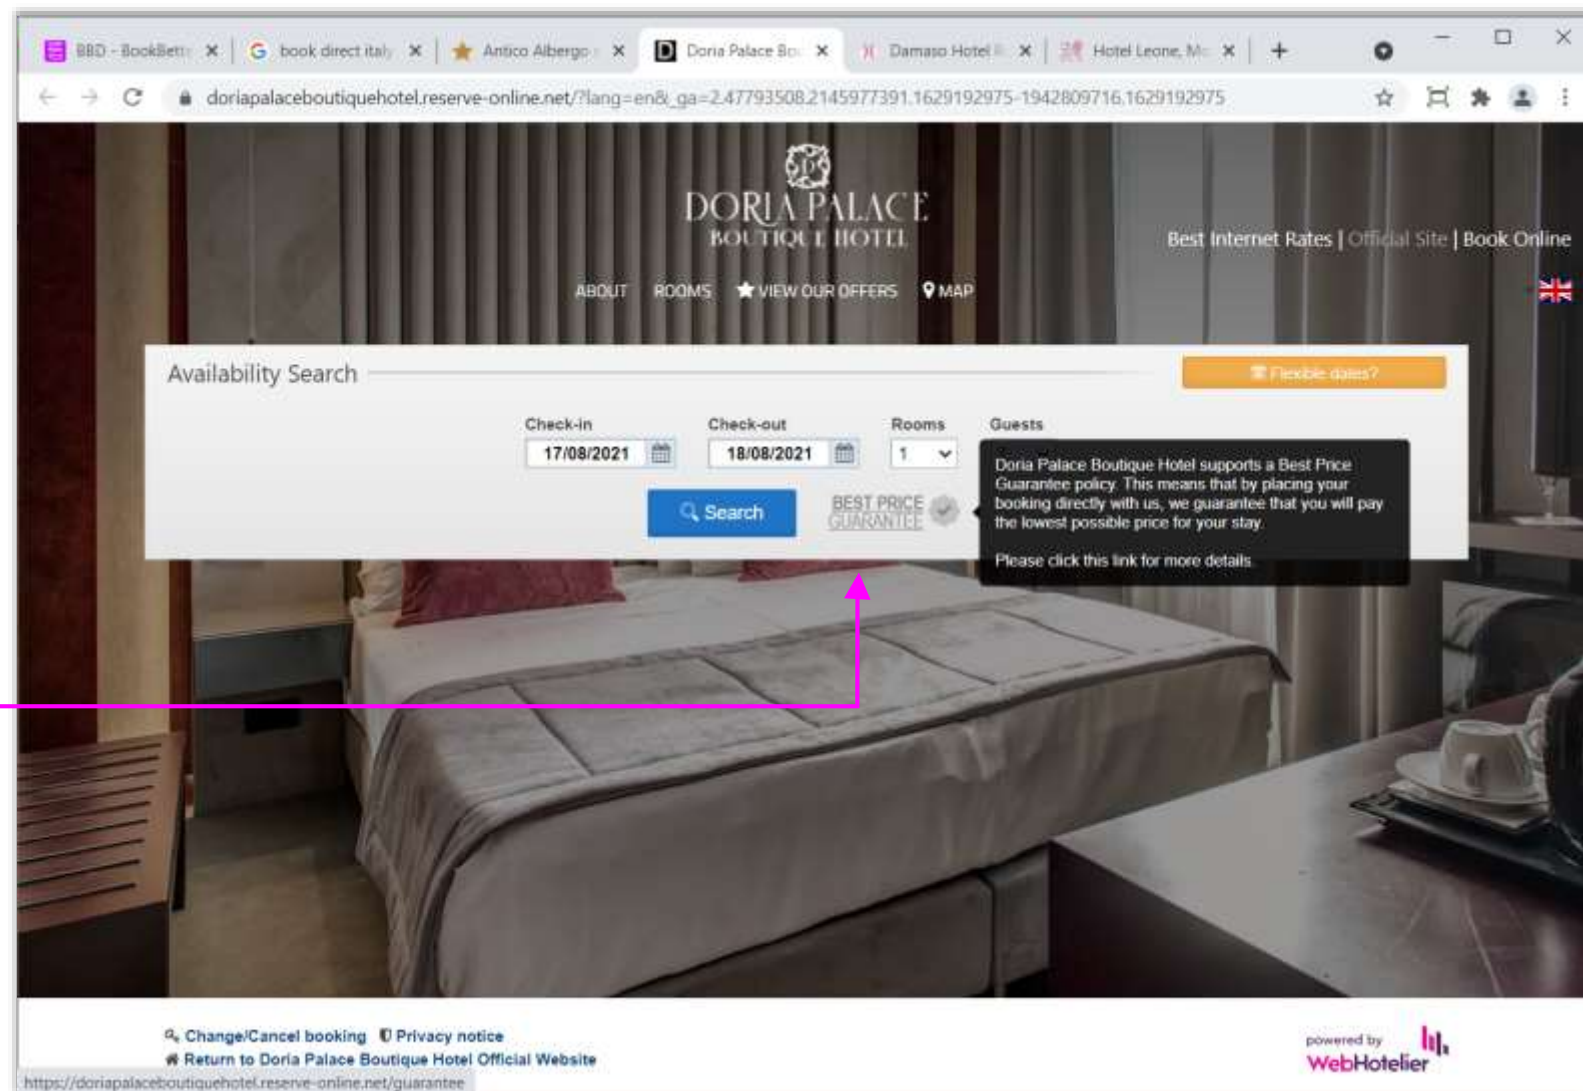 BBD - BookBett
book direct italy
Antico Albergo
Doria Palace Bo
Damaso Hotel
Hotel Leone, Mo
doriapalaceboutiquehotel.reserve-online.net/?lang=en&_ga=2.47793508.2145977391.1629192975-1942809716.1629192975
DORIA PALACE
BOUTIQUE HOTEL
Best Internet Rates | Official Site | Book Online
ABOUT ROOMS VIEW OUR OFFERS MAP
Availability Search
Flexible dates?
Check-in Check-out Rooms Guests
17/08/2021 18/08/2021 1
Search
BEST PRICE
GUARANTEE
Doria Palace Boutique Hotel supports a Best Price
Guarantee policy. This means that by placing your
booking directly with us, we guarantee that you will pay
the lowest possible price for your stay.
Please click this link for more details.
Change/Cancel booking Privacy notice
Return to Doria Palace Boutique Hotel Official Website
powered by
WebHotelier
https://doriapalaceboutiquehotel.reserve-online.net/guarantee